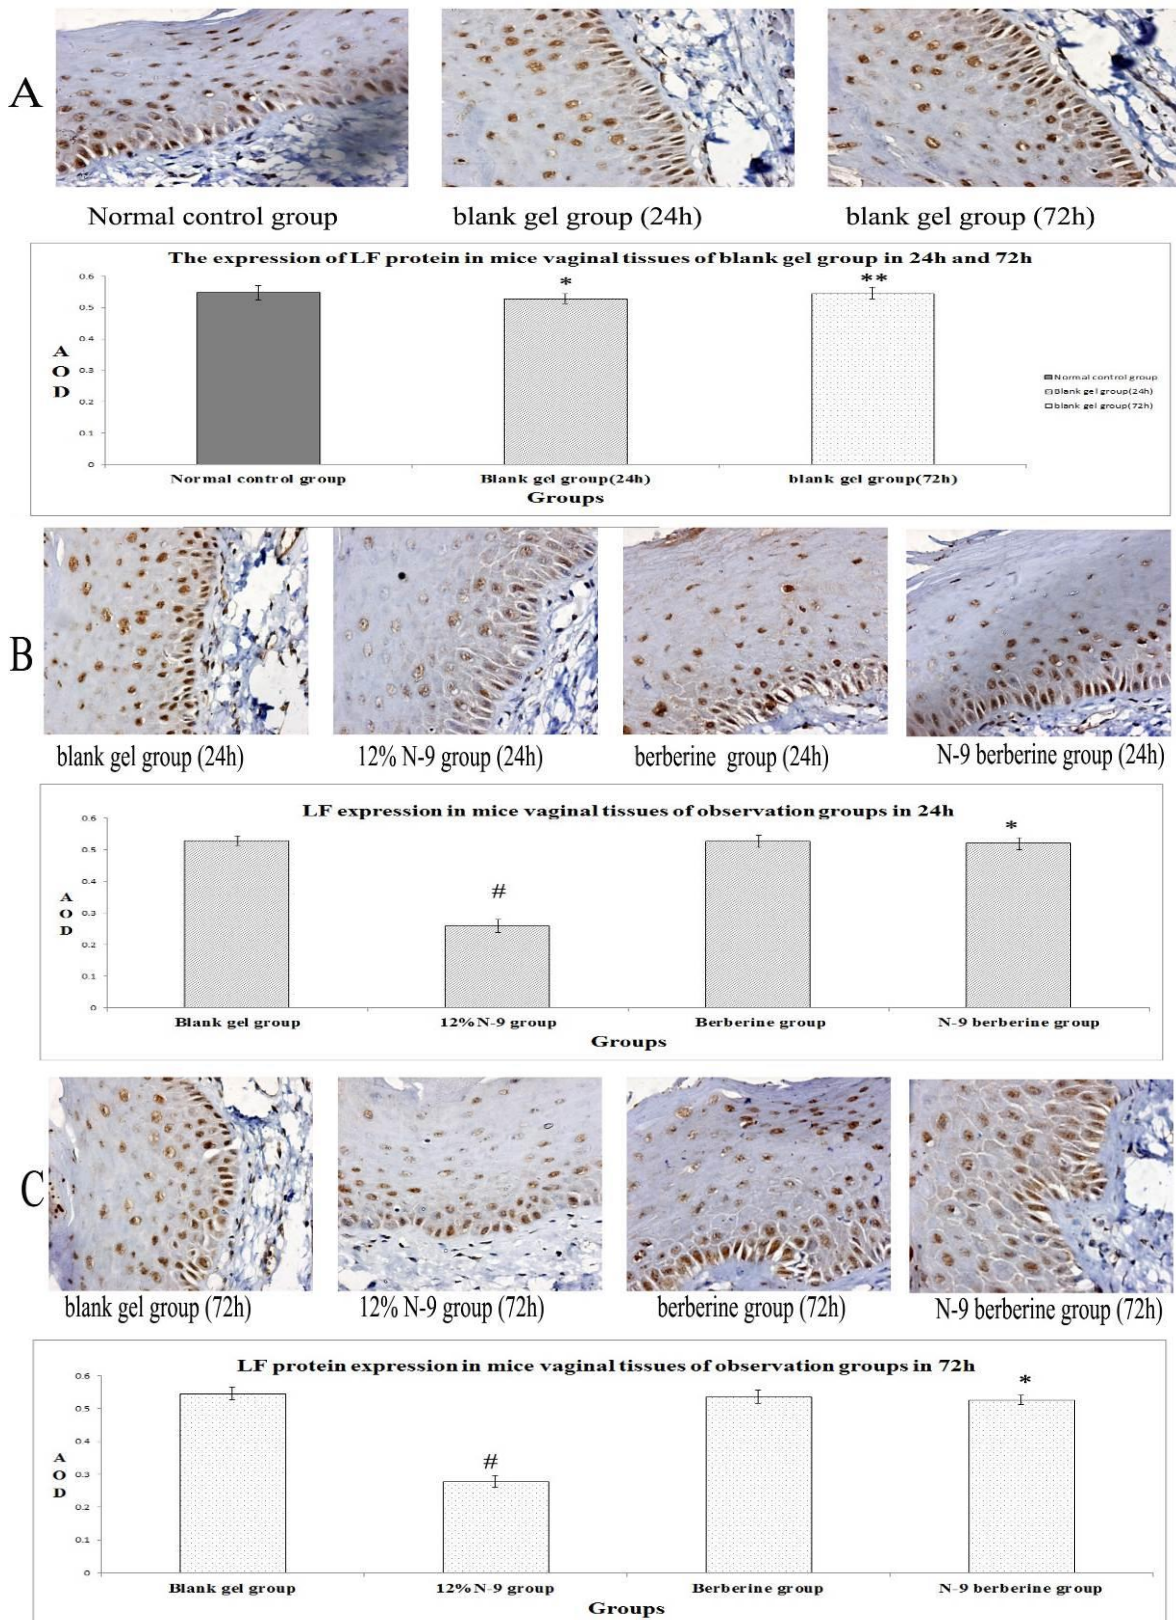 A
Normal control group
blank gel group (24h)
blank gel group (72h)
The expression of LF protein in mice vaginal tissues of blank gel group in 24h and 72h
0.6
0.5
0.4
0.3
0.2
0.1
0
A
O
D
*
**
Normal control group
Blank gel group(24h)
blank gel group(72h)
Normal control group
Blank gel group(24h)
blank gel group(72h)
Groups
B
blank gel group (24h)
12% N-9 group (24h)
berberine group (24h)
N-9 berberine group (24h)
LF expression in mice vaginal tissues of observation groups in 24h
0.6
0.5
0.4
0.3
0.2
0.1
0
A
O
D
#
*
Blank gel group
12%N-9 group
Berberine group
N-9 berberine group
Groups
C
blank gel group (72h)
12% N-9 group (72h)
berberine group (72h)
N-9 berberine group (72h)
LF protein expression in mice vaginal tissues of observation groups in 72h
0.6
0.5
0.4
0.3
0.2
0.1
0
A
O
D
#
*
Blank gel group
12%N-9 group
Berberine group
N-9 berberine group
Groups